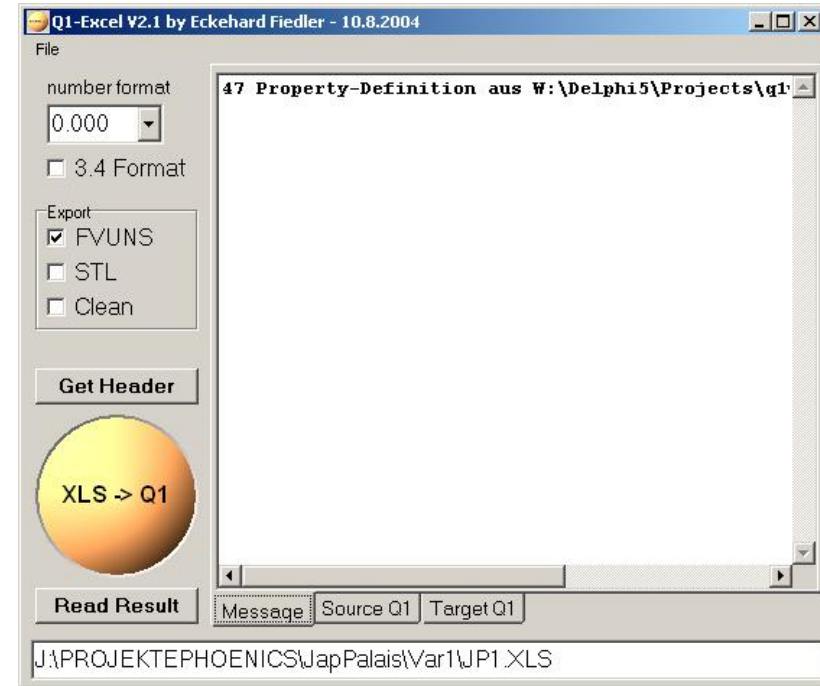 Q1-Excel V2.1 by Eckehard Fiedler - 10.8.2004
File
number format
0.000
3.4 Format
Export
FVUNS
STL
Clean
Get Header
XLS -> Q1
Read Result
47 Property-Definition aus W:\Delphi5\Projects\q1
Message
Source Q1
Target Q1
J:\PROJEKTEPHOENICS\JapPalais\Var1\JP1.XLS